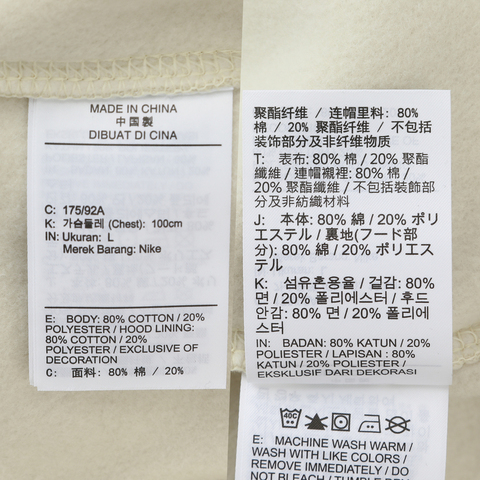 MADE IN CHINA
中国製
DIBUAT DI CINA
C: 175/92A
K: 가슴둘레 (Chest): 100cm
IN: Ukuran: L
Merek Barang: Nike
E: BODY: 80% COTTON / 20%
POLYESTER / HOOD LINING:
80% COTTON / 20%
POLYESTER / EXCLUSIVE OF
DECORATION
C: 面料: 80% 棉 / 20%
聚酯纤维 / 连帽里料: 80%
棉 / 20% 聚酯纤维 / 不包括
装饰部分及非纤维物质
T: 表布: 80% 棉 / 20% 聚酯
纖維 / 連帽襯裡: 80% 棉 /
20% 聚酯纖維 / 不包括裝飾部
分及非紡織材料
J: 本体: 80% 綿 / 20% ポリ
エステル / 裏地(フード部
分): 80% 綿 / 20% ポリエス
テル
K: 섬유혼용율 / 겉감: 80%
면 / 20% 폴리에스터 / 후드
안감: 80% 면 / 20% 폴리에
스터
IN: BADAN: 80% KATUN / 20%
POLIESTER / LAPISAN : 80%
KATUN / 20% POLIESTER /
EKSKLUSIF DARI DEKORASI
40C
E: MACHINE WASH WARM /
WASH WITH LIKE COLORS /
REMOVE IMMEDIATELY / DO
NOT BLEACH / TUMBLE DRY